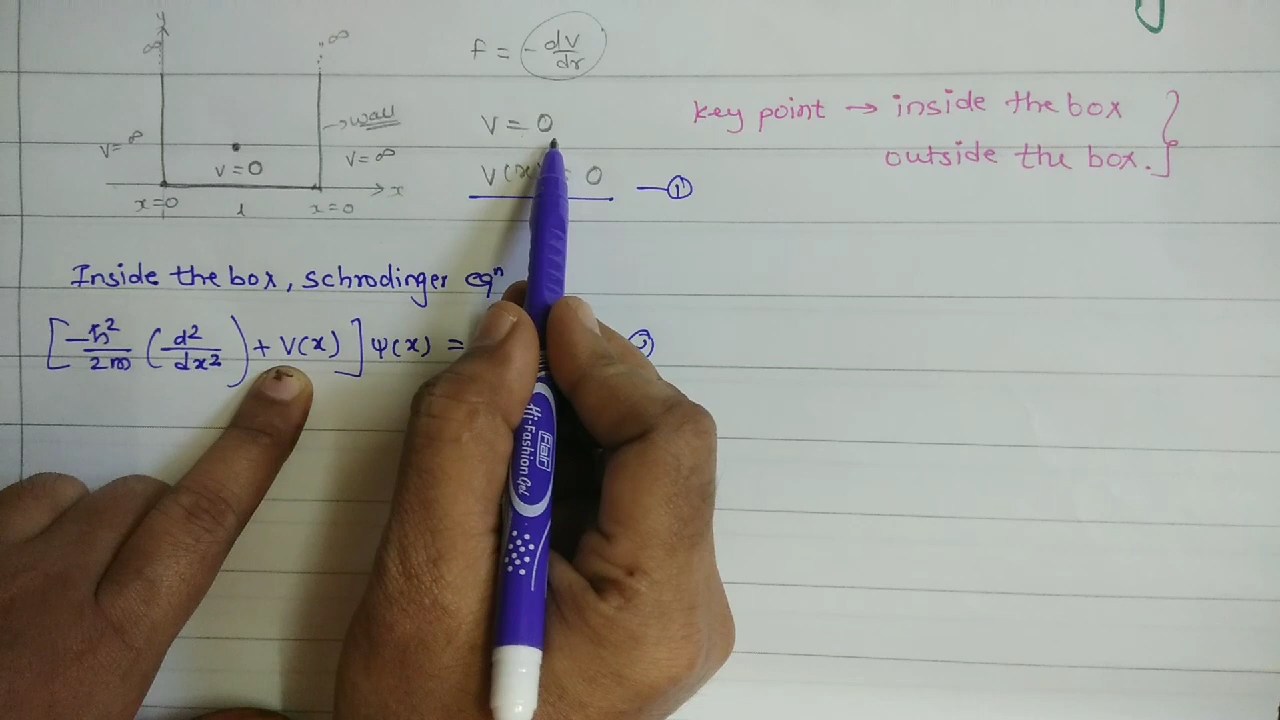 y
∞
∞
f = - dV/dr
→ wall
V = ∞
V = 0
V = ∞
x
x = 0
l
x = 0
V = 0
V(x) = 0 — ①
key point → inside the box
outside the box.
Inside the box, schrodinger eqⁿ
[-ℏ²/2m (d²/dx²) + V(x)] ψ(x) =
Flair
Hi-Fashion Gel